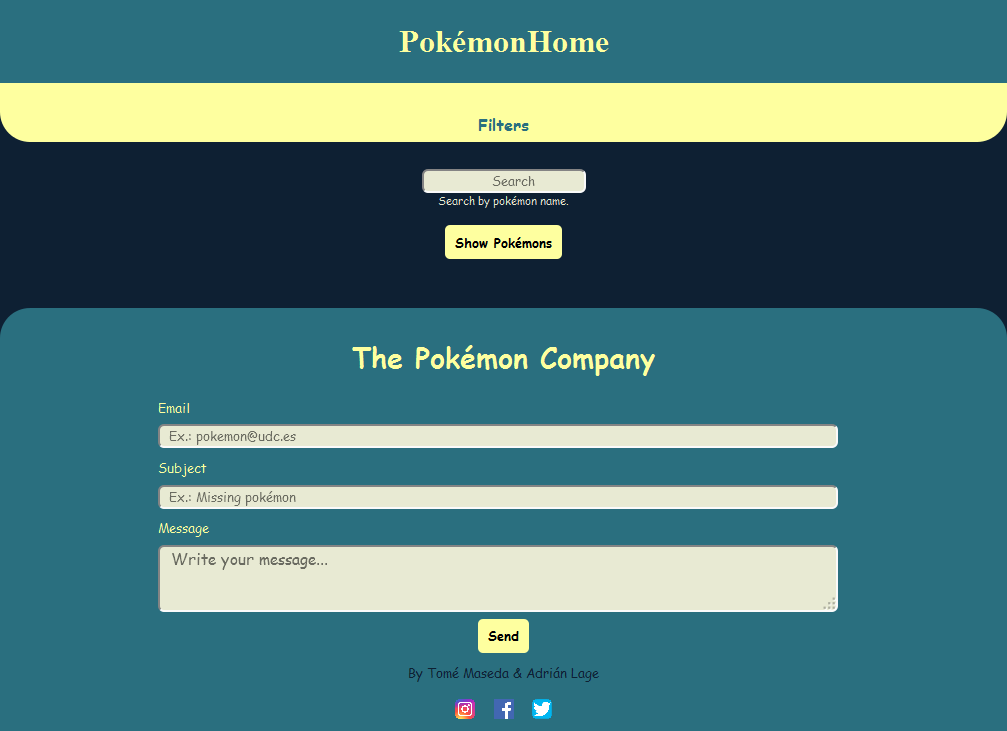 PokémonHome
Filters
Search
Search by pokémon name.
Show Pokémons
The Pokémon Company
Email
Ex.: pokemon@udc.es
Subject
Ex.: Missing pokémon
Message
Write your message...
Send
By Tomé Maseda & Adrián Lage